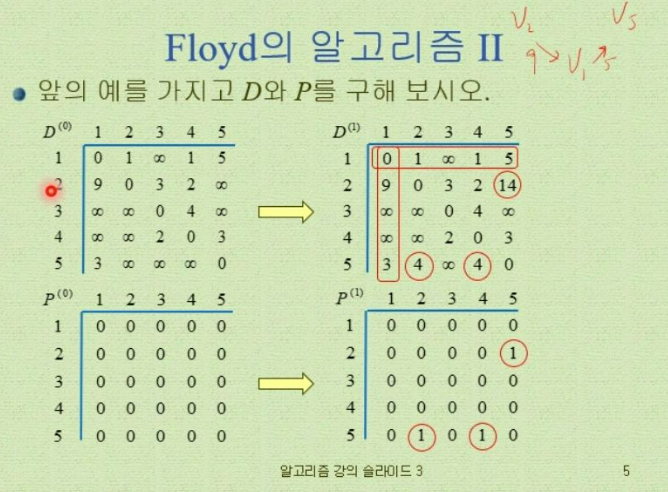 Floyd의 알고리즘 II
V₂ V₅
9 → V₁ 5
앞의 예를 가지고 D와 P를 구해 보시오.
D⁽⁰⁾ 1 2 3 4 5
1 0 1 ∞ 1 5
2 9 0 3 2 ∞
3 ∞ ∞ 0 4 ∞
4 ∞ ∞ 2 0 3
5 3 ∞ ∞ ∞ 0
D⁽¹⁾ 1 2 3 4 5
1 0 1 ∞ 1 5
2 9 0 3 2 14
3 ∞ ∞ 0 4 ∞
4 ∞ ∞ 2 0 3
5 3 4 ∞ 4 0
P⁽⁰⁾ 1 2 3 4 5
1 0 0 0 0 0
2 0 0 0 0 0
3 0 0 0 0 0
4 0 0 0 0 0
5 0 0 0 0 0
P⁽¹⁾ 1 2 3 4 5
1 0 0 0 0 0
2 0 0 0 0 1
3 0 0 0 0 0
4 0 0 0 0 0
5 0 1 0 1 0
알고리즘 강의 슬라이드 3
5